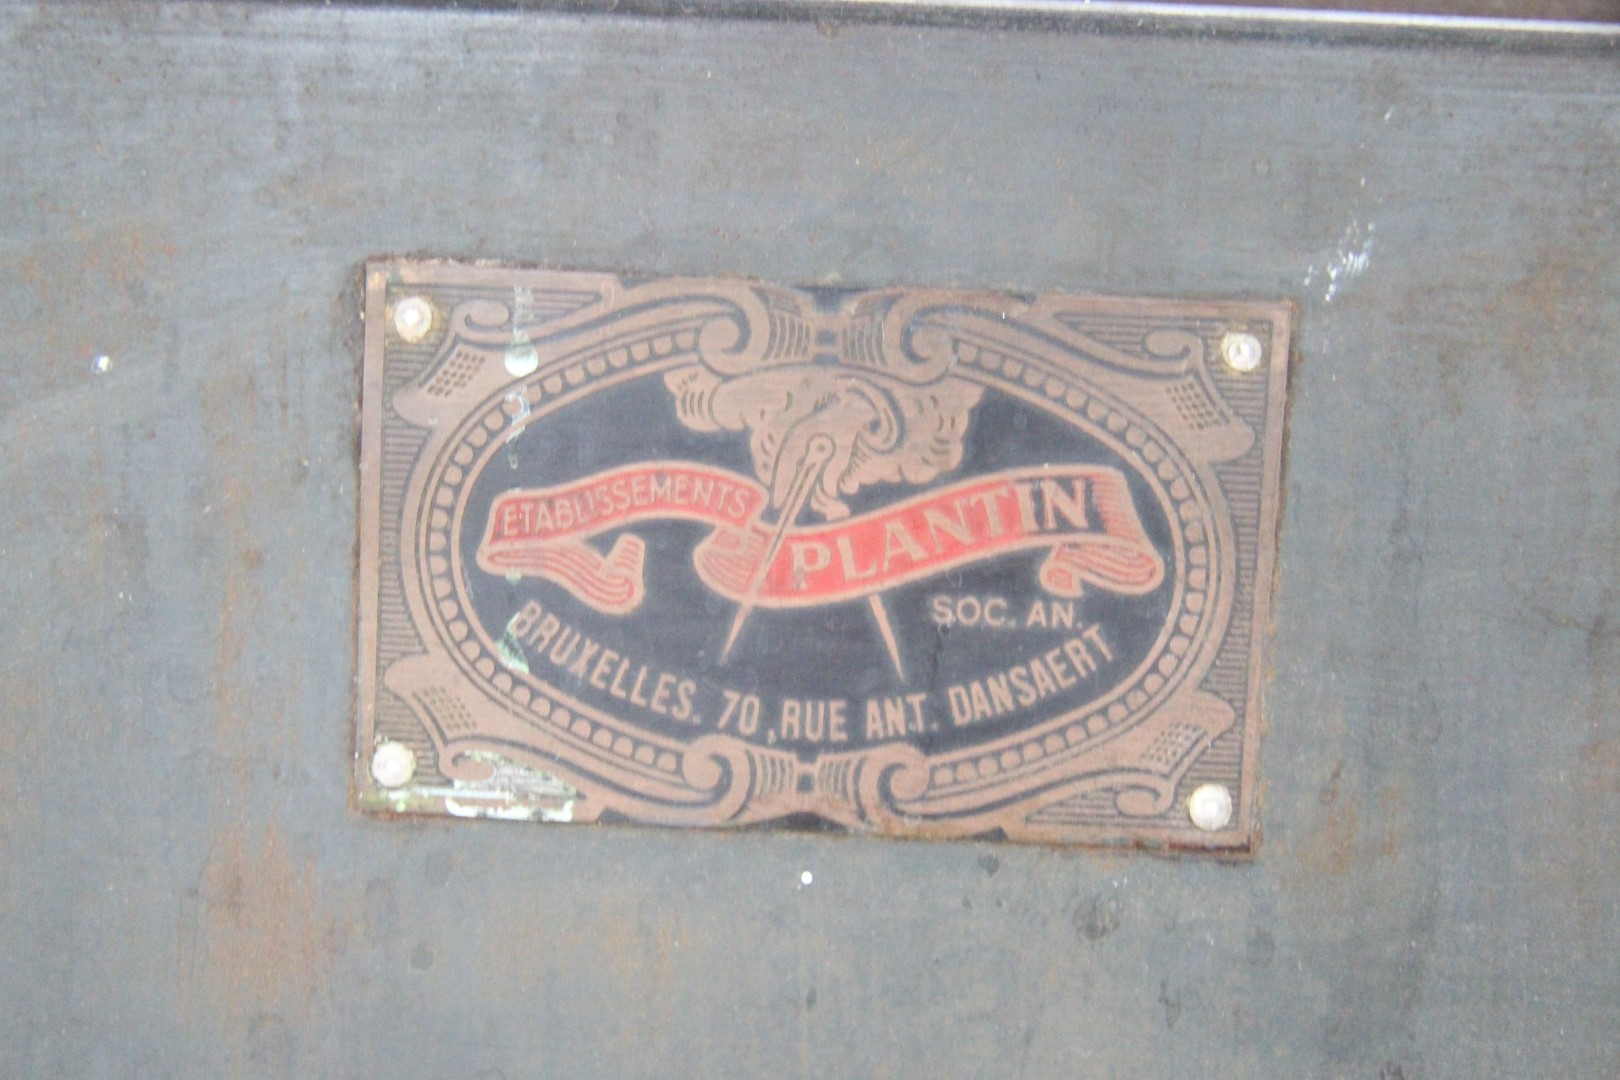 ETABLISSEMENTS
PLANTIN
SOC. AN.
BRUXELLES. 70, RUE ANT. DANSAERT